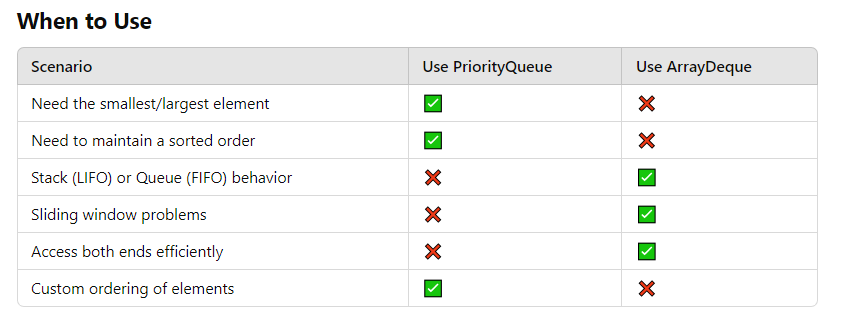 When to Use
Scenario Use PriorityQueue Use ArrayDeque
Need the smallest/largest element ✅ ❌
Need to maintain a sorted order ✅ ❌
Stack (LIFO) or Queue (FIFO) behavior ❌ ✅
Sliding window problems ❌ ✅
Access both ends efficiently ❌ ✅
Custom ordering of elements ✅ ❌